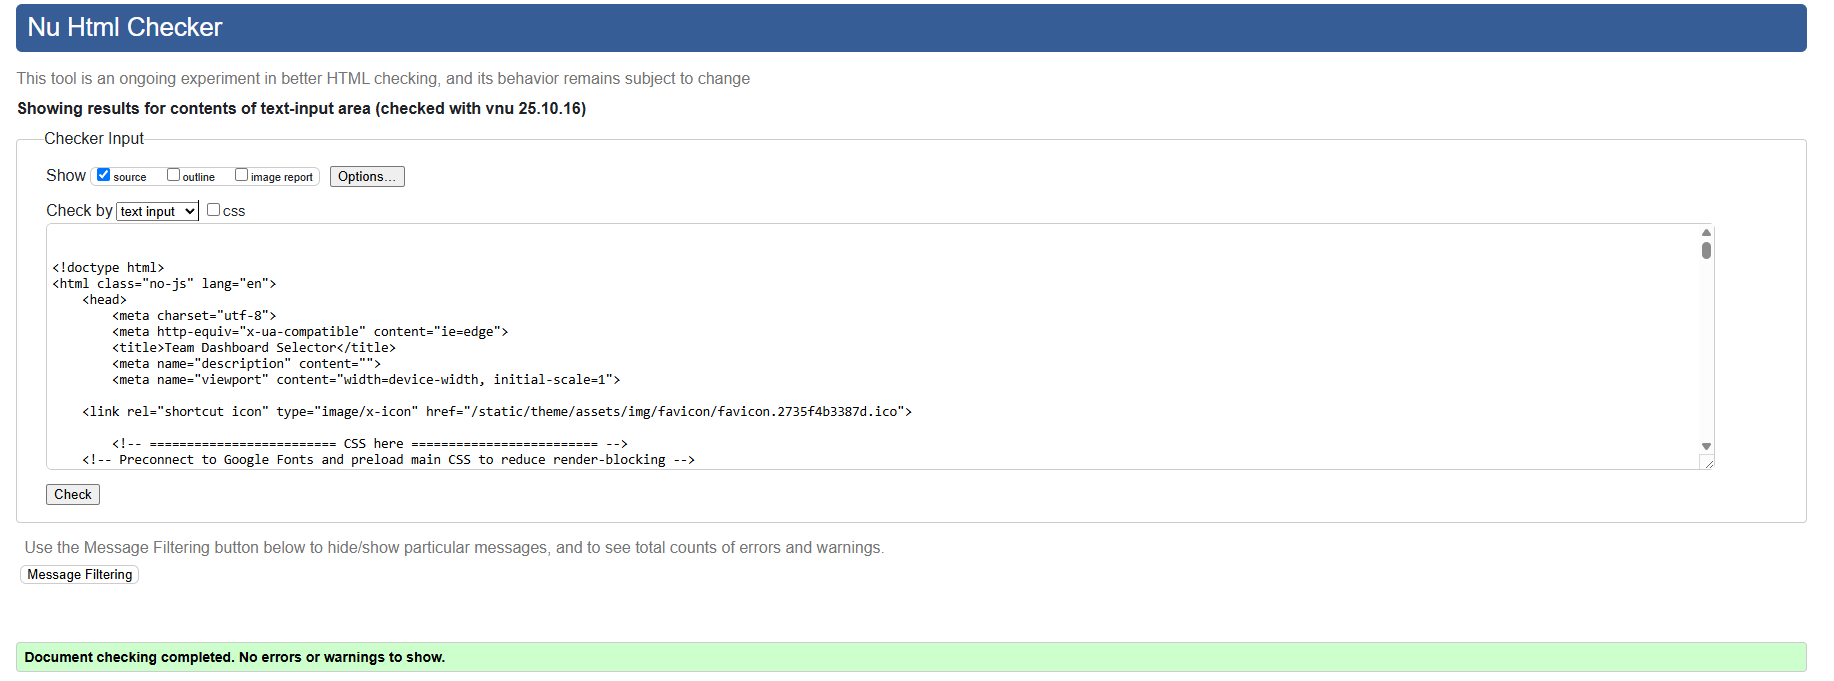 Nu Html Checker
This tool is an ongoing experiment in better HTML checking, and its behavior remains subject to change
Showing results for contents of text-input area (checked with vnu 25.10.16)
Checker Input
Show source outline image report Options...
Check by text input css
<!doctype html>
<html class="no-js" lang="en">
    <head>
        <meta charset="utf-8">
        <meta http-equiv="x-ua-compatible" content="ie=edge">
        <title>Team Dashboard Selector</title>
        <meta name="description" content="">
        <meta name="viewport" content="width=device-width, initial-scale=1">
    <link rel="shortcut icon" type="image/x-icon" href="/static/theme/assets/img/favicon/favicon.2735f4b3387d.ico">
        <!-- ========================= CSS here ========================= -->
    <!-- Preconnect to Google Fonts and preload main CSS to reduce render-blocking -->
Check
Use the Message Filtering button below to hide/show particular messages, and to see total counts of errors and warnings.
Message Filtering
Document checking completed. No errors or warnings to show.